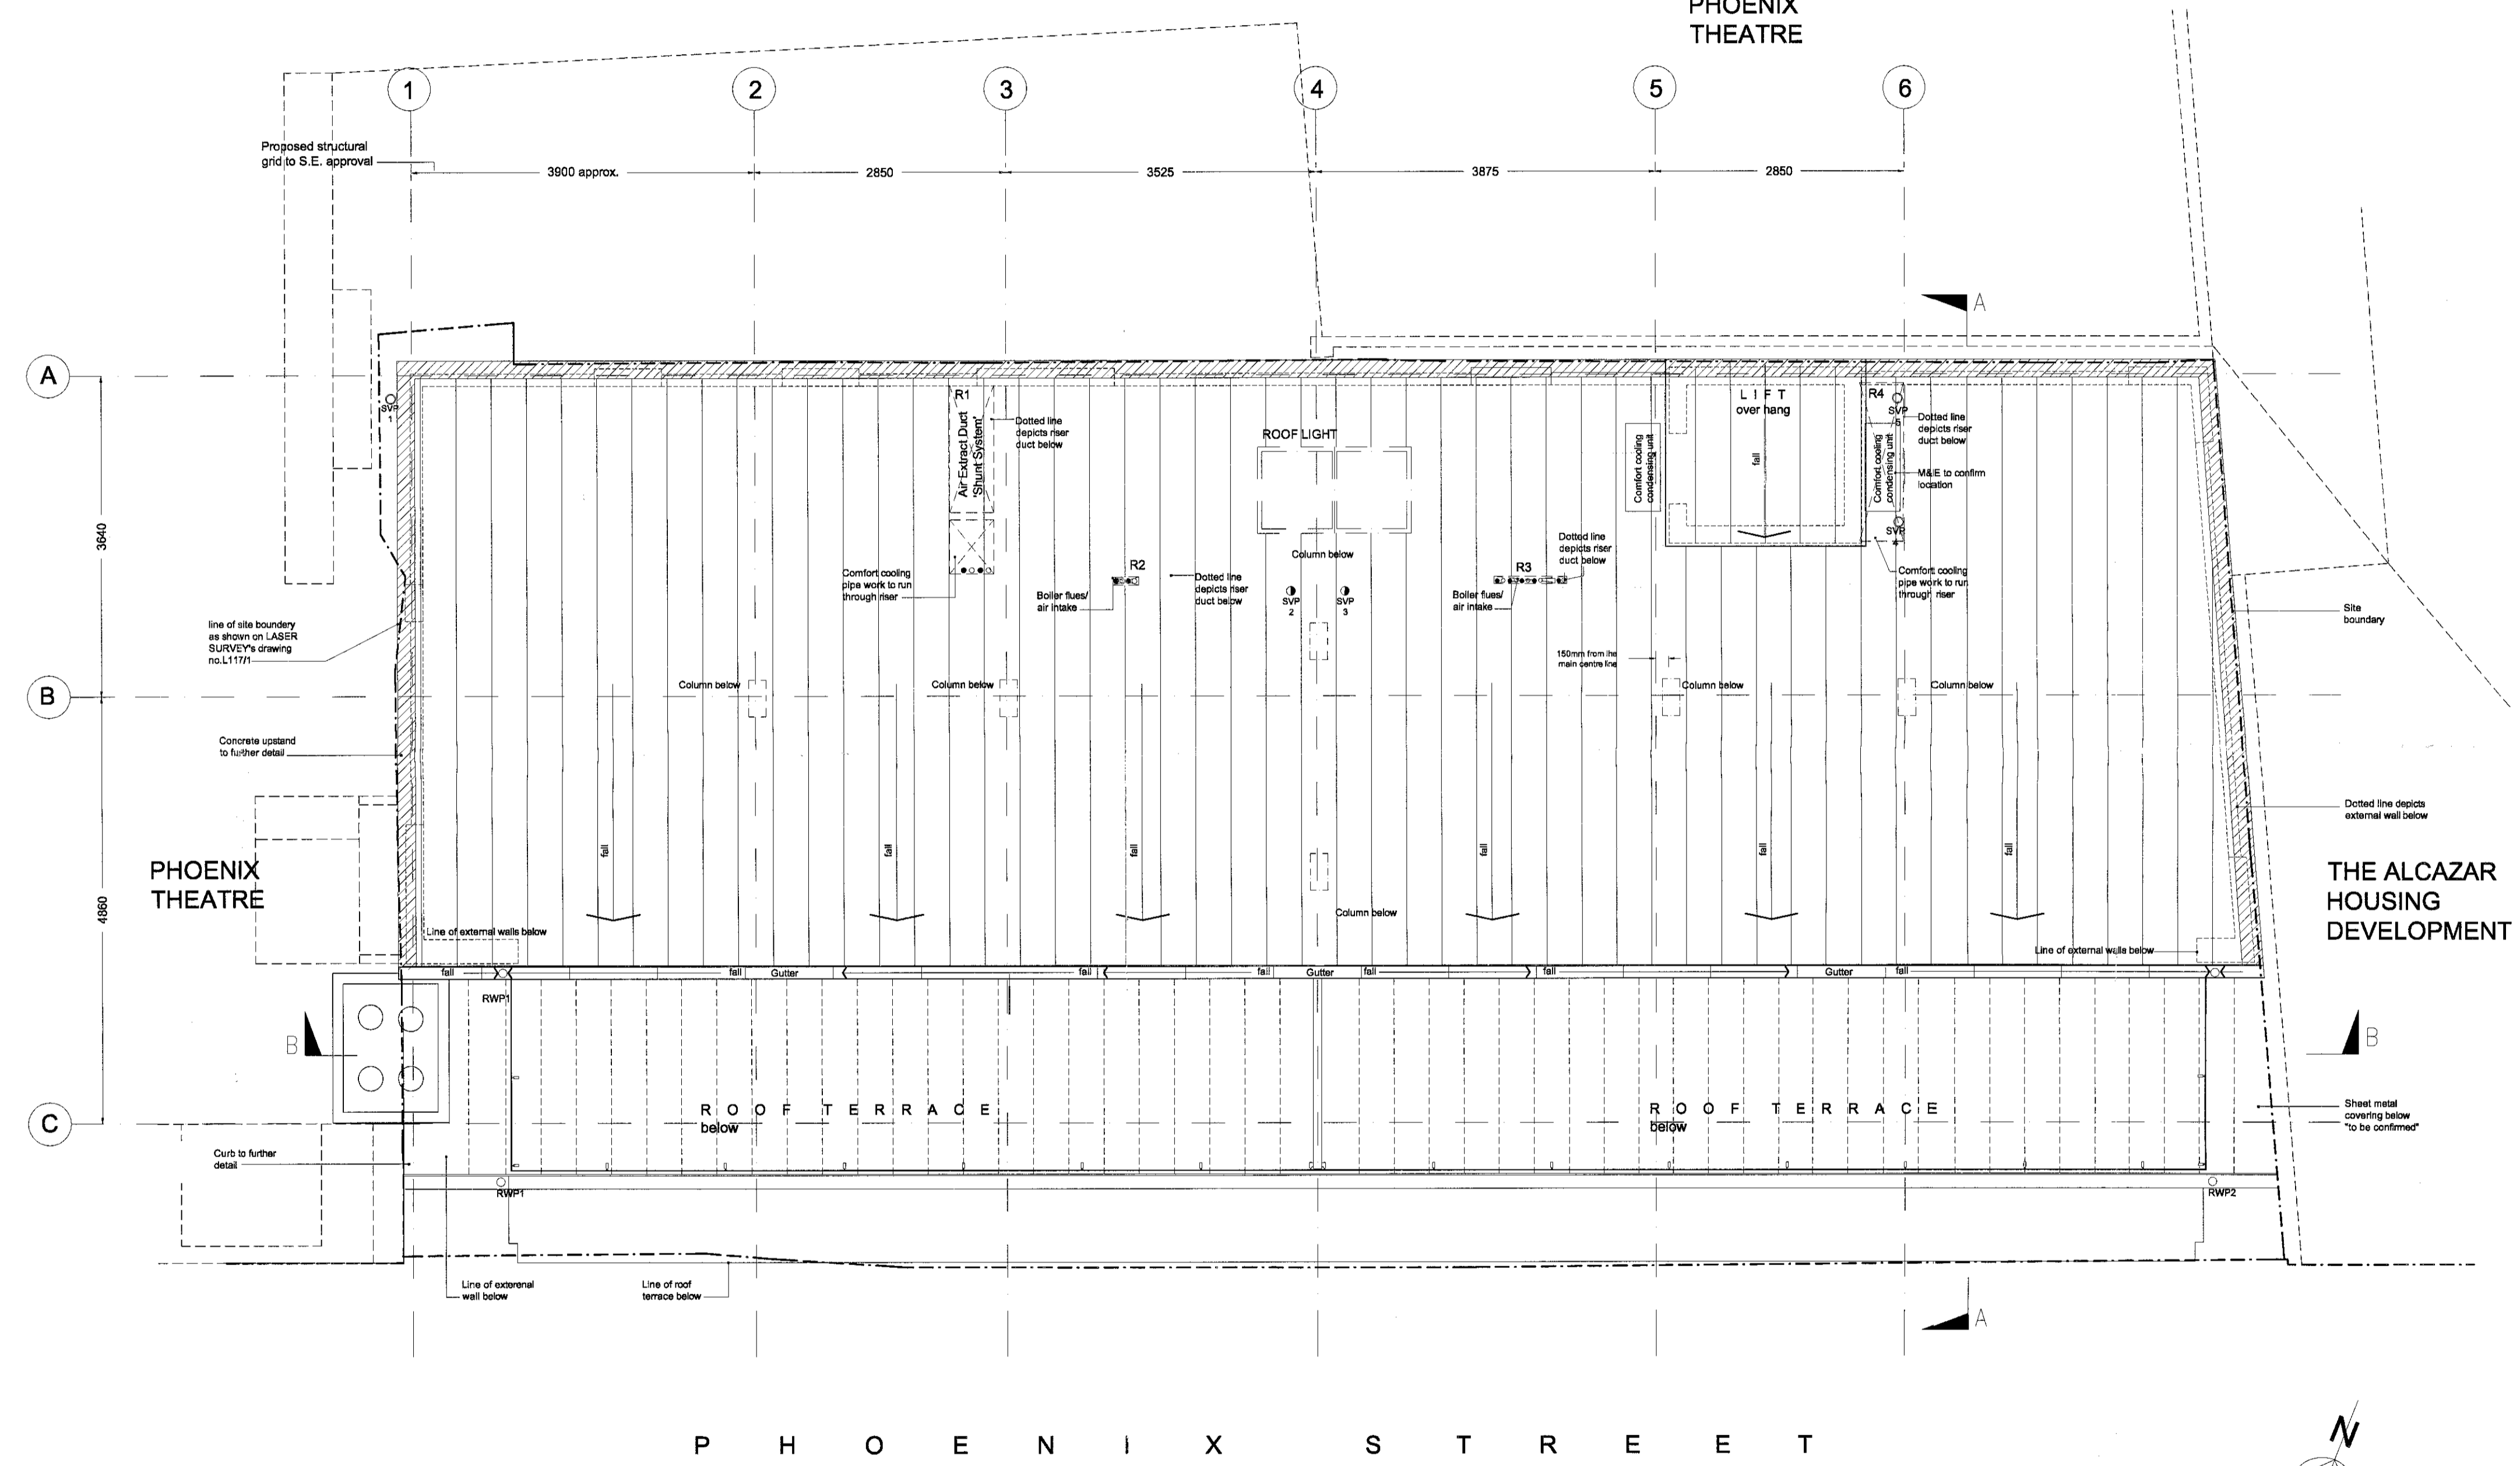 PHOENIX
THEATRE
1
2
3
4
5
6
Proposed structural
grid to S.E. approval
3900 approx.
2850
3525
3875
2850
A
A
SVP
1
R1
Air Extract Duct
'Shunt System'
Dotted line
depicts riser
duct below
ROOF LIGHT
LIFT
over hang
fall
Comfort cooling
condensing unit
R4
SVP
5
Comfort cooling
condensing unit
Dotted line
depicts riser
duct below
M&E to confirm
location
SVP
4
3640
Column below
Comfort cooling
pipe work to run
through riser
R2
Boiler flues/
air intake
Dotted line
depicts riser
duct below
SVP
2
SVP
3
R3
Boiler flues/
air intake
Dotted line
depicts riser
duct below
Comfort cooling
pipe work to run
through riser
Site
boundary
line of site boundery
as shown on LASER
SURVEY's drawing
no.L117/1
150mm from the
main centre line
B
Column below
Column below
Column below
Column below
Concrete upstand
to further detail
Dotted line depicts
external wall below
fall
fall
fall
fall
fall
fall
PHOENIX
THEATRE
THE ALCAZAR
HOUSING
DEVELOPMENT
4860
Column below
Line of external walls below
Line of external walls below
fall
fall
Gutter
fall
fall
Gutter
fall
fall
Gutter
fall
RWP1
B
B
C
ROOF TERRACE
below
ROOF TERRACE
below
Sheet metal
covering below
"to be confirmed"
Curb to further
detail
RWP1
RWP2
Line of exterenal
wall below
Line of roof
terrace below
A
PHOENIX STREET
N